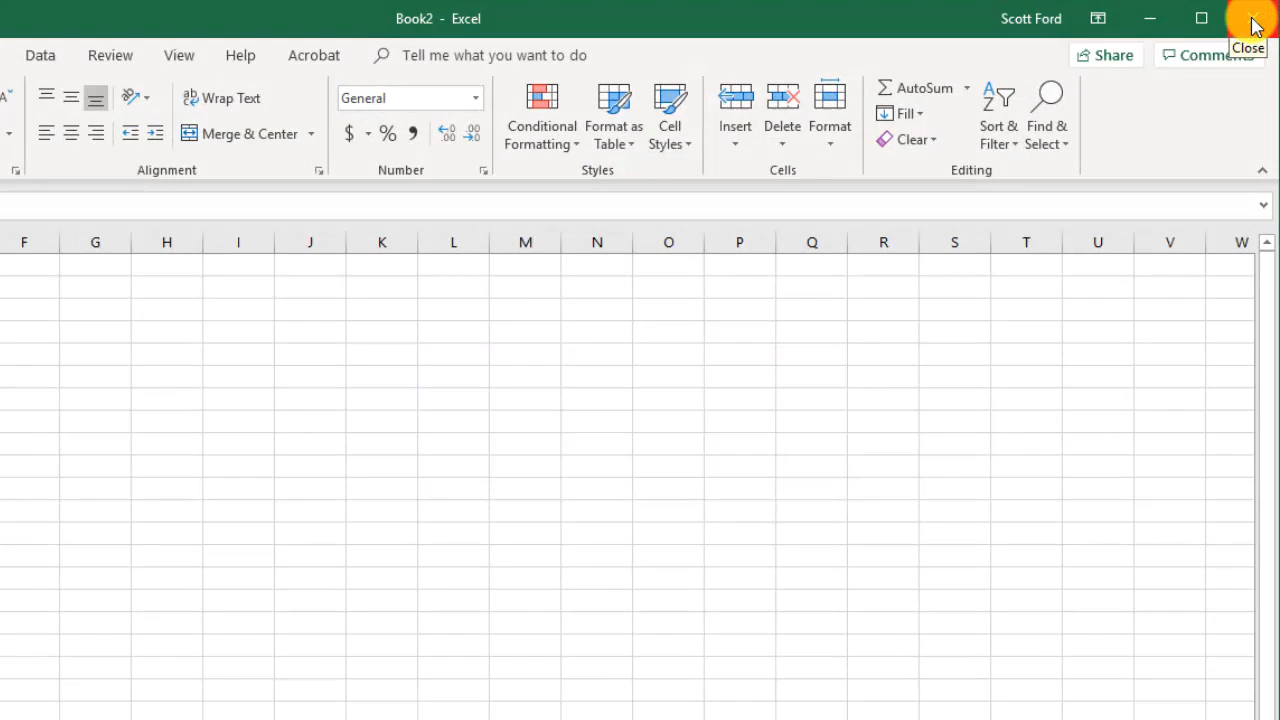 Book2 - Excel
Scott Ford
Close
Data Review View Help Acrobat Tell me what you want to do
Share Comments
Wrap Text
General
AutoSum
Fill
Clear
Merge & Center
$ % ,
Conditional Formatting
Format as Table
Cell Styles
Insert Delete Format
Sort & Filter
Find & Select
Alignment Number Styles Cells Editing
F G H I J K L M N O P Q R S T U V W